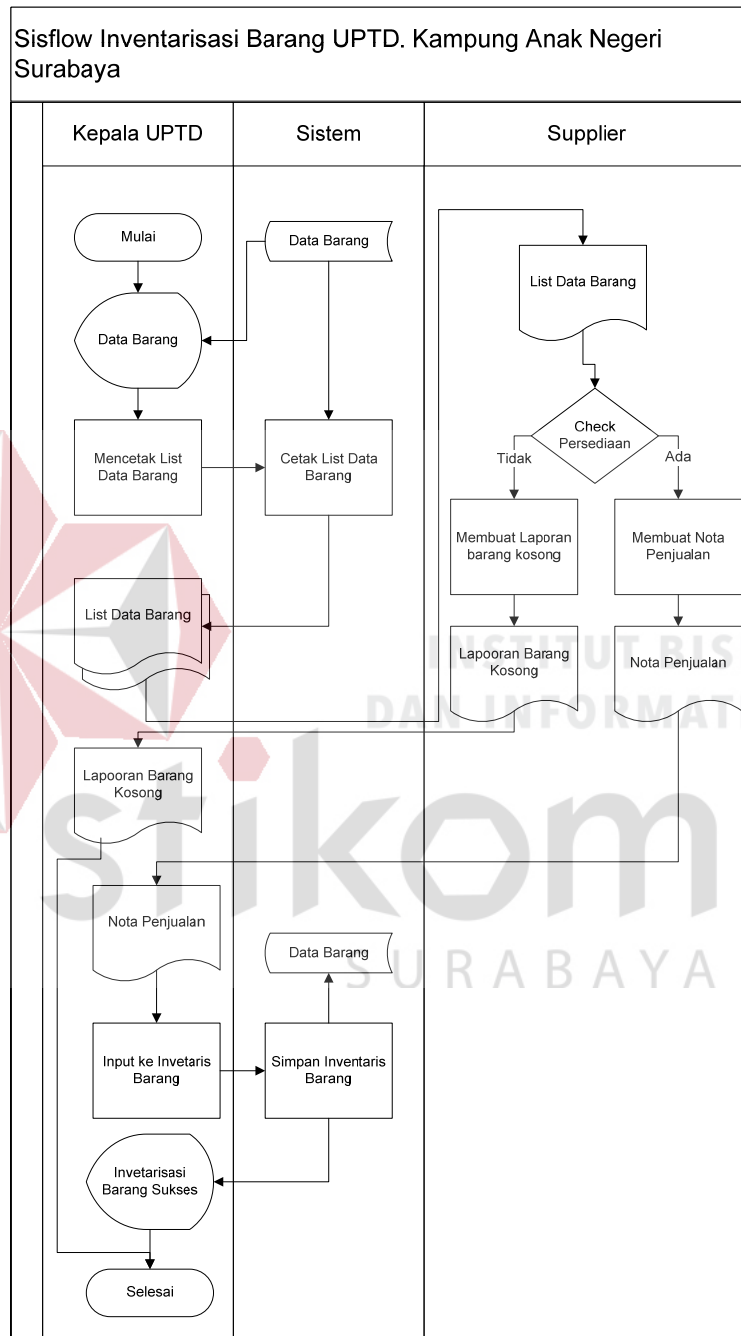 Sisflow Inventarisasi Barang UPTD. Kampung Anak Negeri
Surabaya
Kepala UPTD
Sistem
Supplier
Mulai
Data Barang
List Data Barang
Data Barang
Check
Persediaan
Tidak
Ada
Mencetak List
Data Barang
Cetak List Data
Barang
Membuat Laporan
barang kosong
Membuat Nota
Penjualan
List Data Barang
Lapooran Barang
Kosong
Nota Penjualan
INSTITUT BIS
DAN INFORMATI
Lapooran Barang
Kosong
stikom
SURABAYA
Nota Penjualan
Data Barang
Input ke Invetaris
Barang
Simpan Inventaris
Barang
Invetarisasi
Barang Sukses
Selesai